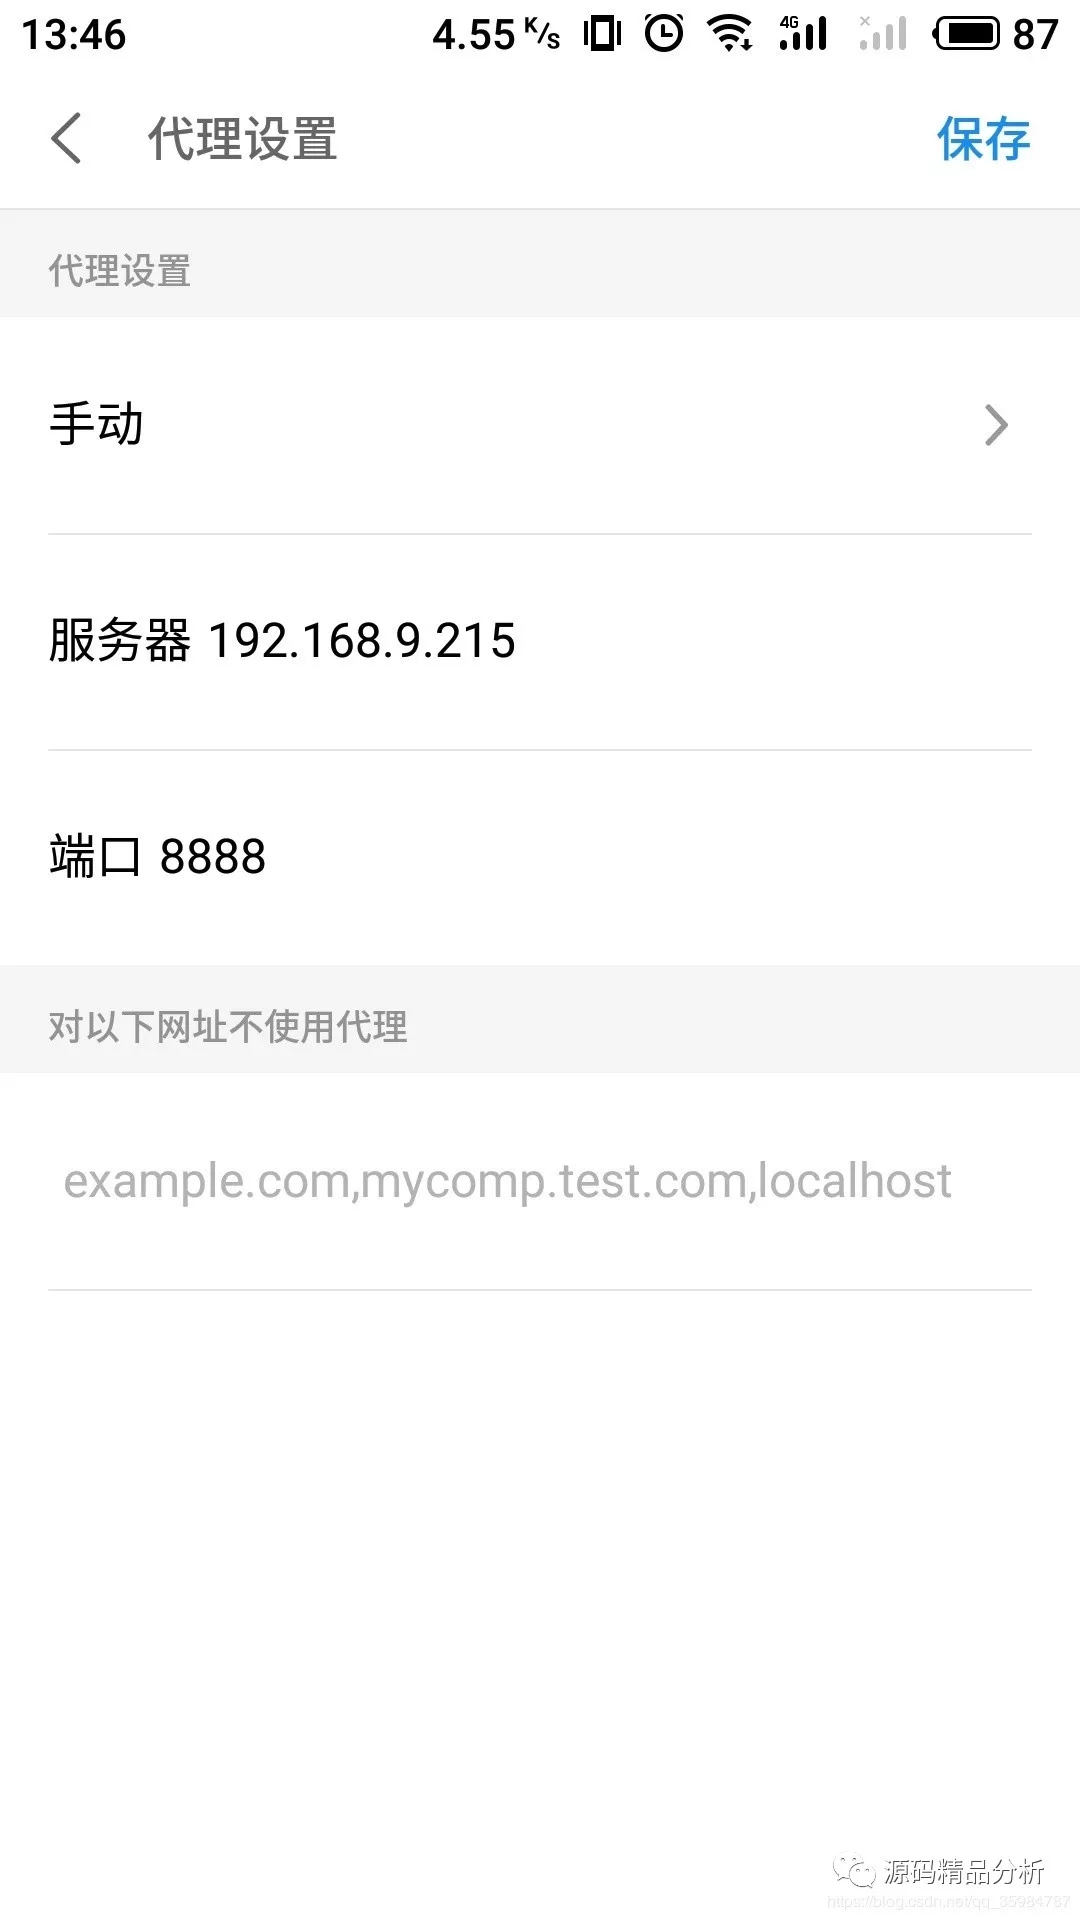 13:46 4.55 K/s 4G 87
代理设置 保存
代理设置
手动
服务器 192.168.9.215
端口 8888
对以下网址不使用代理
example.com,mycomp.test.com,localhost
源码精品分析
https://blog.csdn.net/qq_35984787